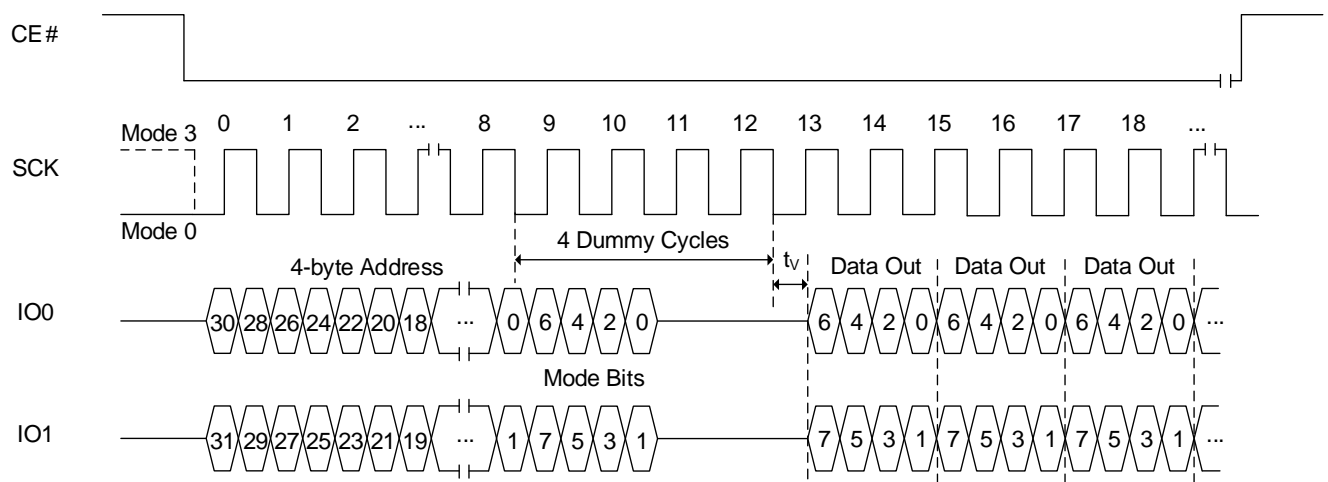 CE#
0 1 2 ... 8 9 10 11 12 13 14 15 16 17 18 ...
Mode 3
SCK
Mode 0
4 Dummy Cycles
4-byte Address
tV
Data Out Data Out Data Out
IO0
30 28 26 24 22 20 18 ... 0 6 4 2 0 6 4 2 0 6 4 2 0 6 4 2 0 ...
Mode Bits
IO1
31 29 27 25 23 21 19 ... 1 7 5 3 1 7 5 3 1 7 5 3 1 7 5 3 1 ...